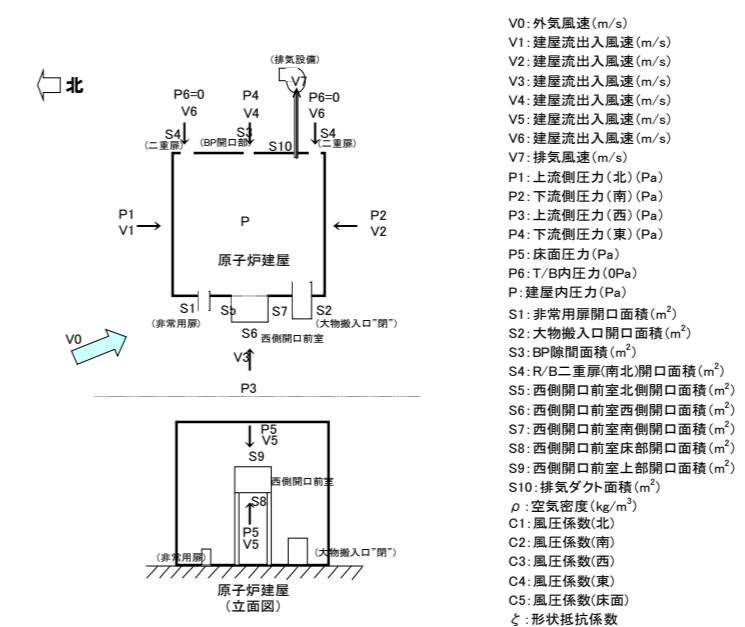 北
(排気設備)
V7
P6=0
V6
P4
V4
P6=0
V6
S4
(二重扉)
S3
(BP開口部)
S10
S4
(二重扉)
P1
V1
P
P2
V2
原子炉建屋
S1
S5
S7
S2
(非常用扉)
(大物搬入口"閉")
S6
西側開口前室
V0
V3
P3
P5
V5
S9
西側開口前室
S8
P5
V5
(非常用扉)
(大物搬入口"閉")
原子炉建屋
(立面図)
V0:外気風速(m/s)
V1:建屋流出入風速(m/s)
V2:建屋流出入風速(m/s)
V3:建屋流出入風速(m/s)
V4:建屋流出入風速(m/s)
V5:建屋流出入風速(m/s)
V6:建屋流出入風速(m/s)
V7:排気風速(m/s)
P1:上流側圧力(北)(Pa)
P2:下流側圧力(南)(Pa)
P3:上流側圧力(西)(Pa)
P4:下流側圧力(東)(Pa)
P5:床面圧力(Pa)
P6:T/B内圧力(0Pa)
P:建屋内圧力(Pa)
S1:非常用扉開口面積(m²)
S2:大物搬入口開口面積(m²)
S3:BP隙間面積(m²)
S4:R/B二重扉(南北)開口面積(m²)
S5:西側開口前室北側開口面積(m²)
S6:西側開口前室西側開口面積(m²)
S7:西側開口前室南側開口面積(m²)
S8:西側開口前室床部開口面積(m²)
S9:西側開口前室上部開口面積(m²)
S10:排気ダクト面積(m²)
ρ:空気密度(kg/m³)
C1:風圧係数(北)
C2:風圧係数(南)
C3:風圧係数(西)
C4:風圧係数(東)
C5:風圧係数(床面)
ζ:形状抵抗係数